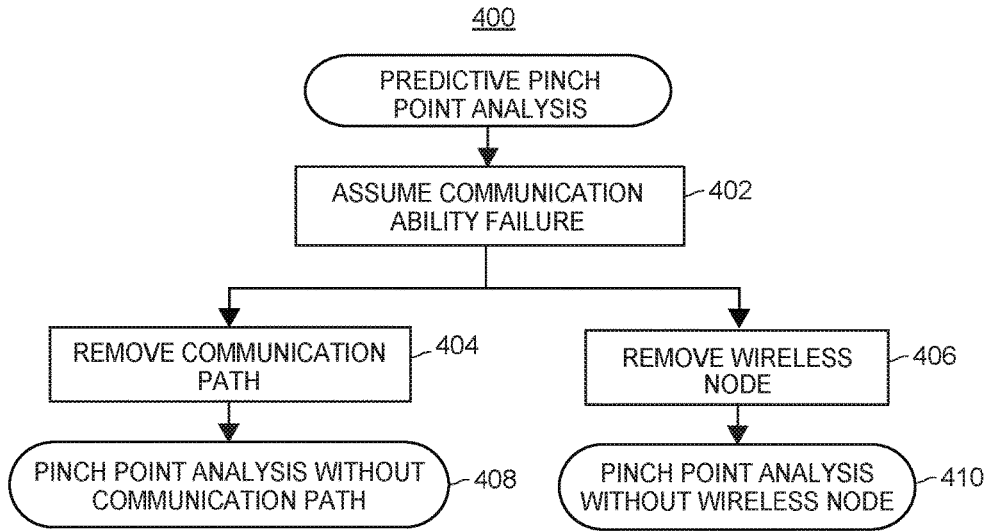 400
PREDICTIVE PINCH
POINT ANALYSIS
ASSUME COMMUNICATION
ABILITY FAILURE
402
REMOVE COMMUNICATION
PATH
404
REMOVE WIRELESS
NODE
406
PINCH POINT ANALYSIS WITHOUT
COMMUNICATION PATH
408
PINCH POINT ANALYSIS
WITHOUT WIRELESS NODE
410